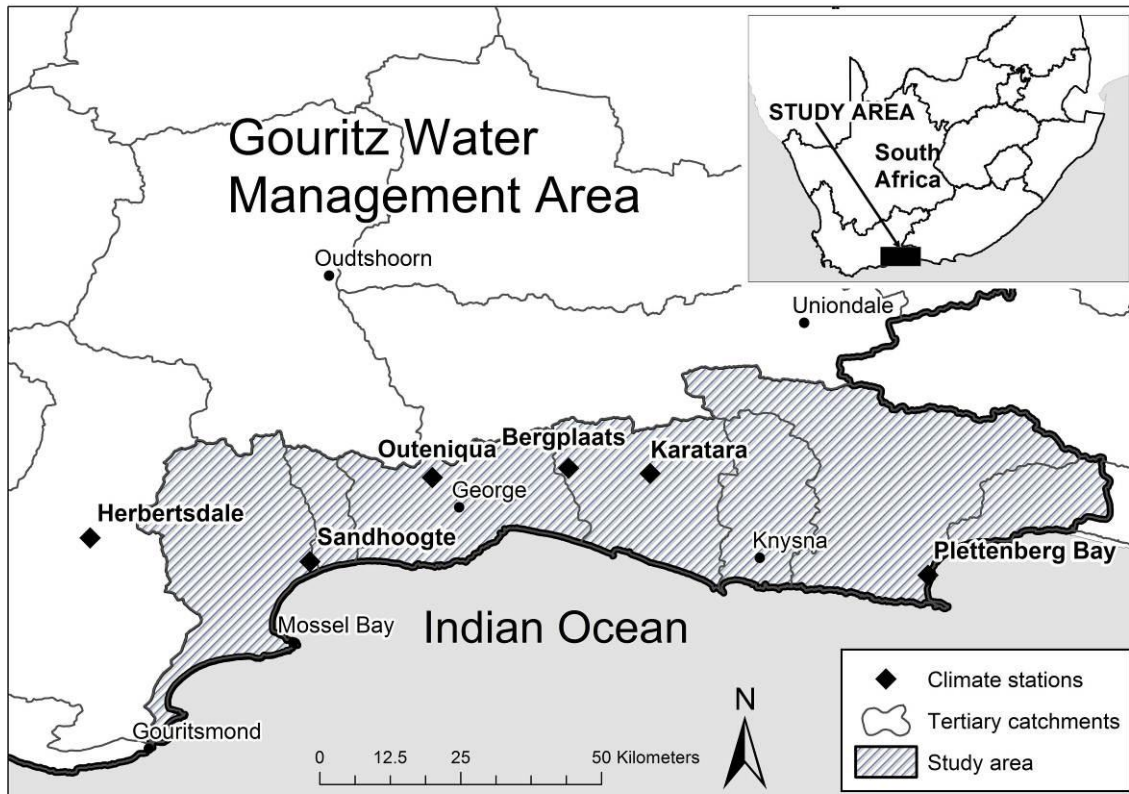 Gouritz Water
Management Area
STUDY AREA
South
Africa
Oudtshoorn
Uniondale
Outeniqua
Bergplaats
Karatara
George
Herbertsdale
Sandhoogte
Knysna
Plettenberg Bay
Mossel Bay
Indian Ocean
Gouritsmond
N
0 12.5 25 50 Kilometers
Climate stations
Tertiary catchments
Study area